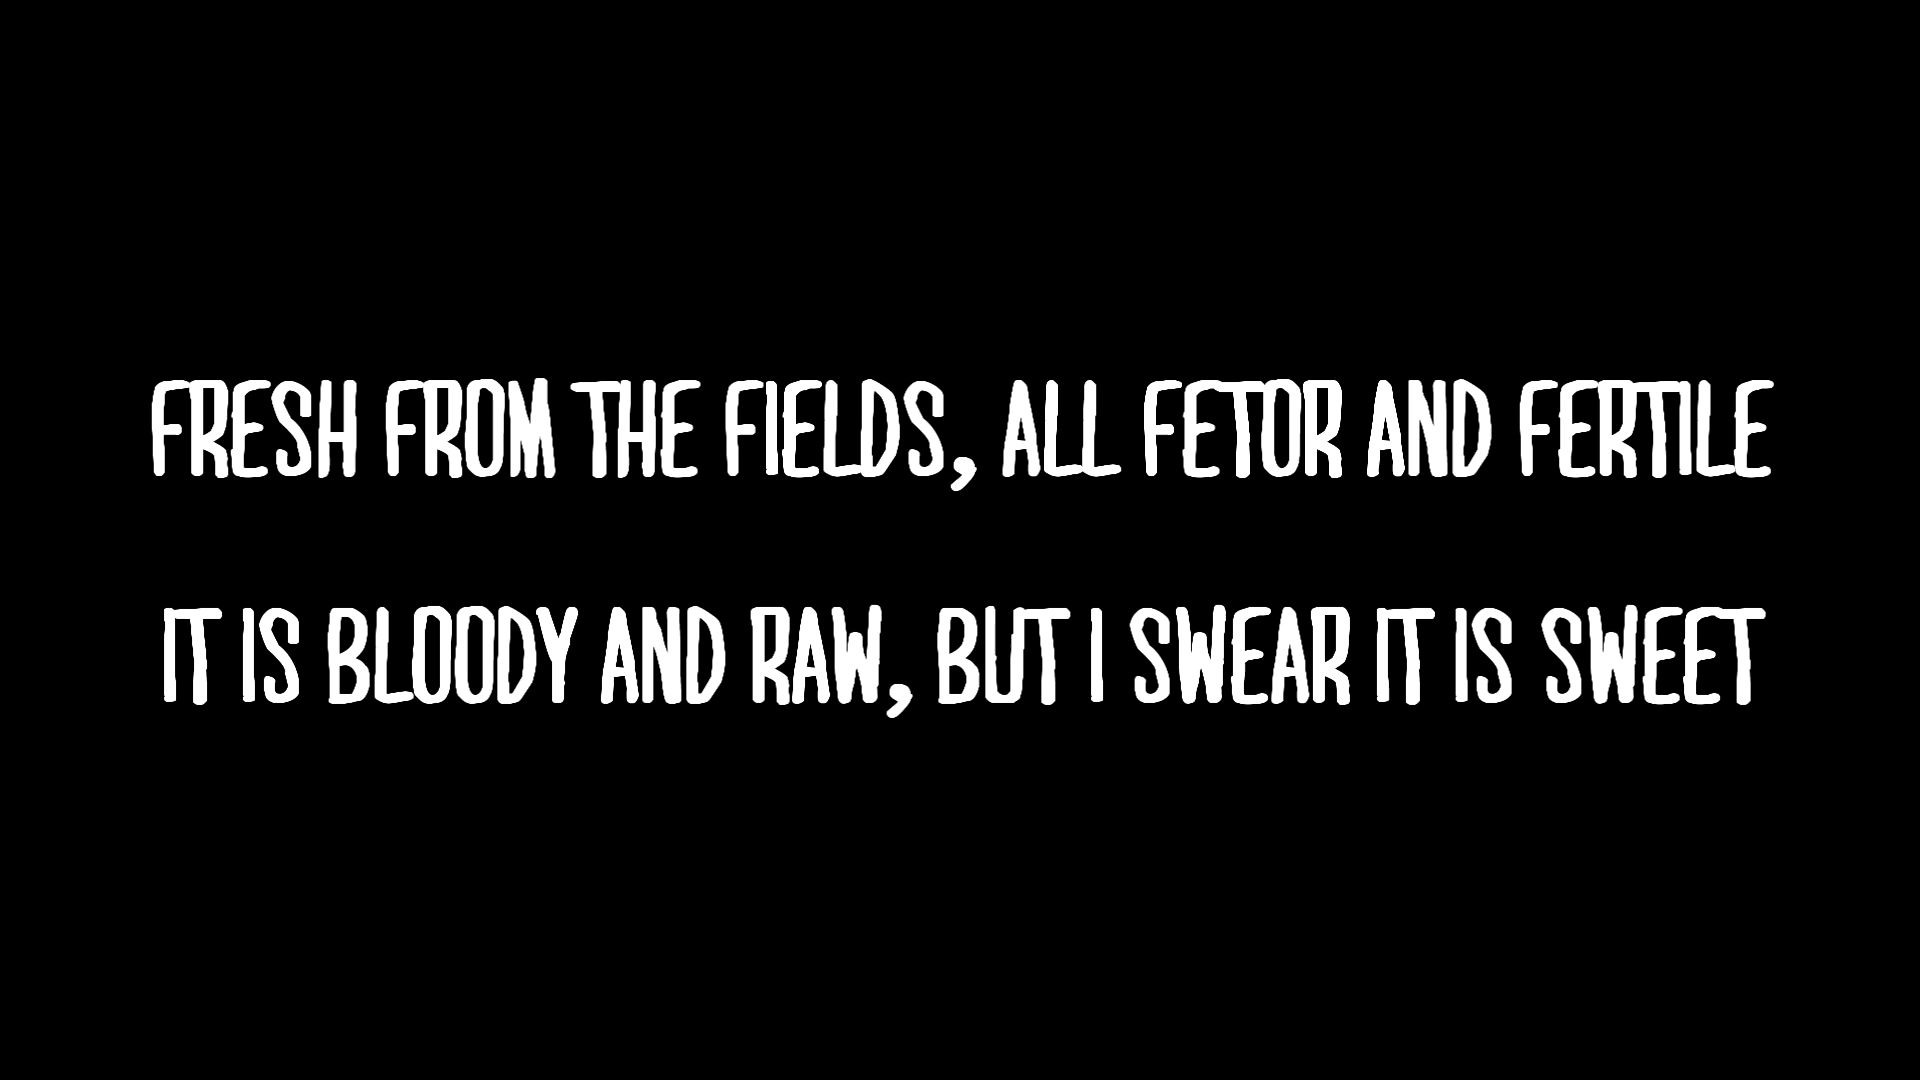 FRESH FROM THE FIELDS, ALL FETOR AND FERTILE
IT IS BLOODY AND RAW, BUT I SWEAR IT IS SWEET